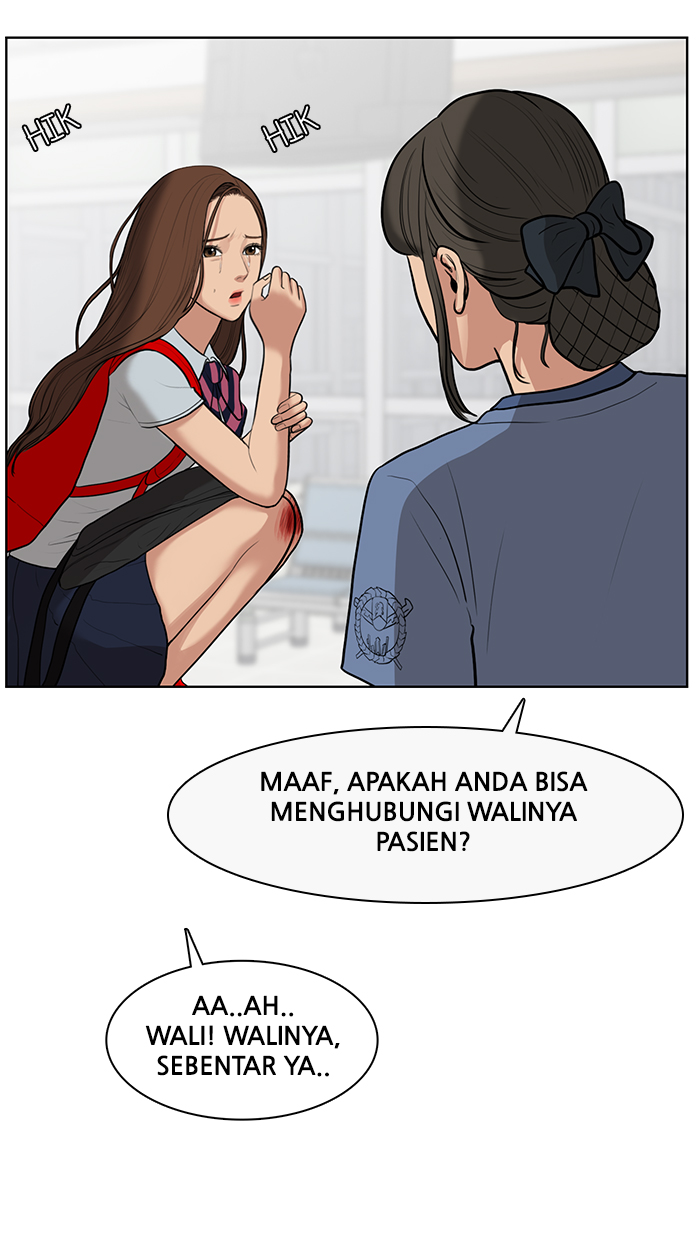 HIK
HIK
MAAF, APAKAH ANDA BISA
MENGHUBUNGI WALINYA
PASIEN?
AA..AH..
WALI! WALINYA,
SEBENTAR YA..